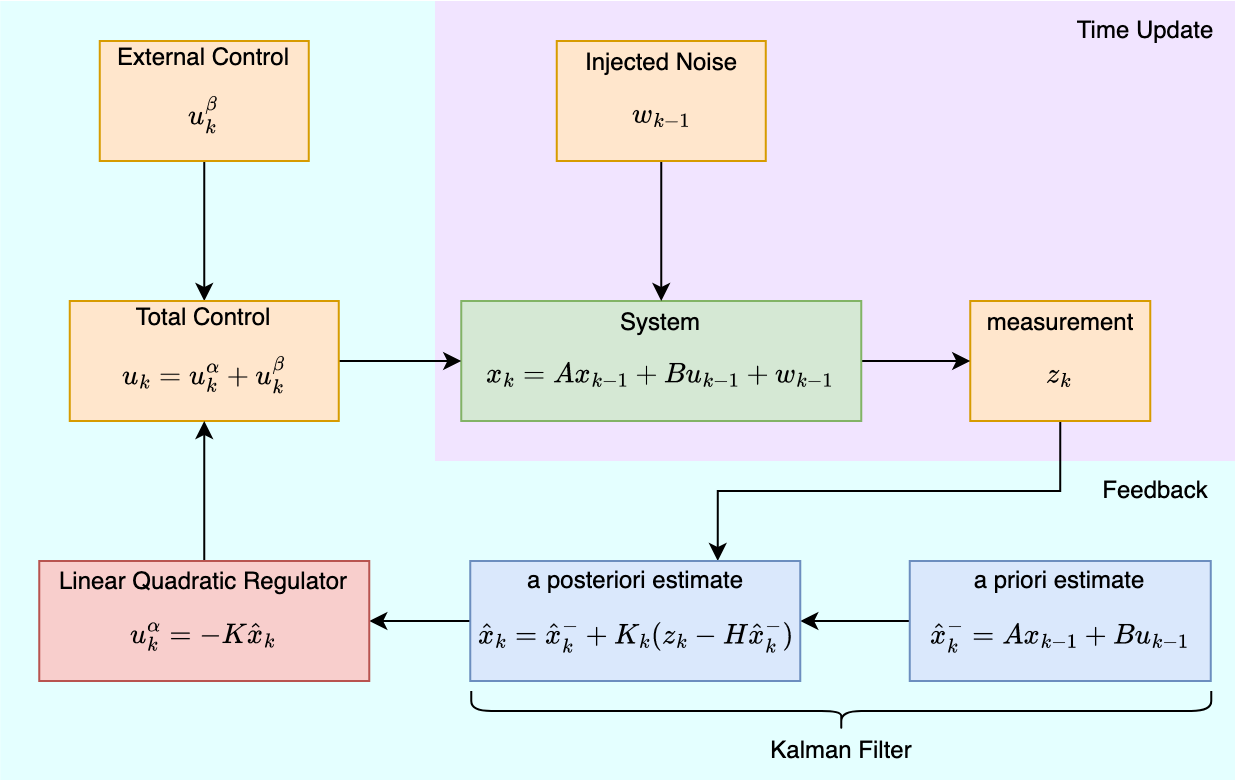 Time Update
External Control
$u_k^\beta$
Injected Noise
$w_{k-1}$
Total Control
$u_k = u_k^\alpha + u_k^\beta$
System
$x_k = Ax_{k-1} + Bu_{k-1} + w_{k-1}$
measurement
$z_k$
Feedback
Linear Quadratic Regulator
$u_k^\alpha = -K\hat{x}_k$
a posteriori estimate
$\hat{x}_k = \hat{x}_k^- + K_k(z_k - H\hat{x}_k^-)$
a priori estimate
$\hat{x}_k^- = Ax_{k-1} + Bu_{k-1}$
Kalman Filter